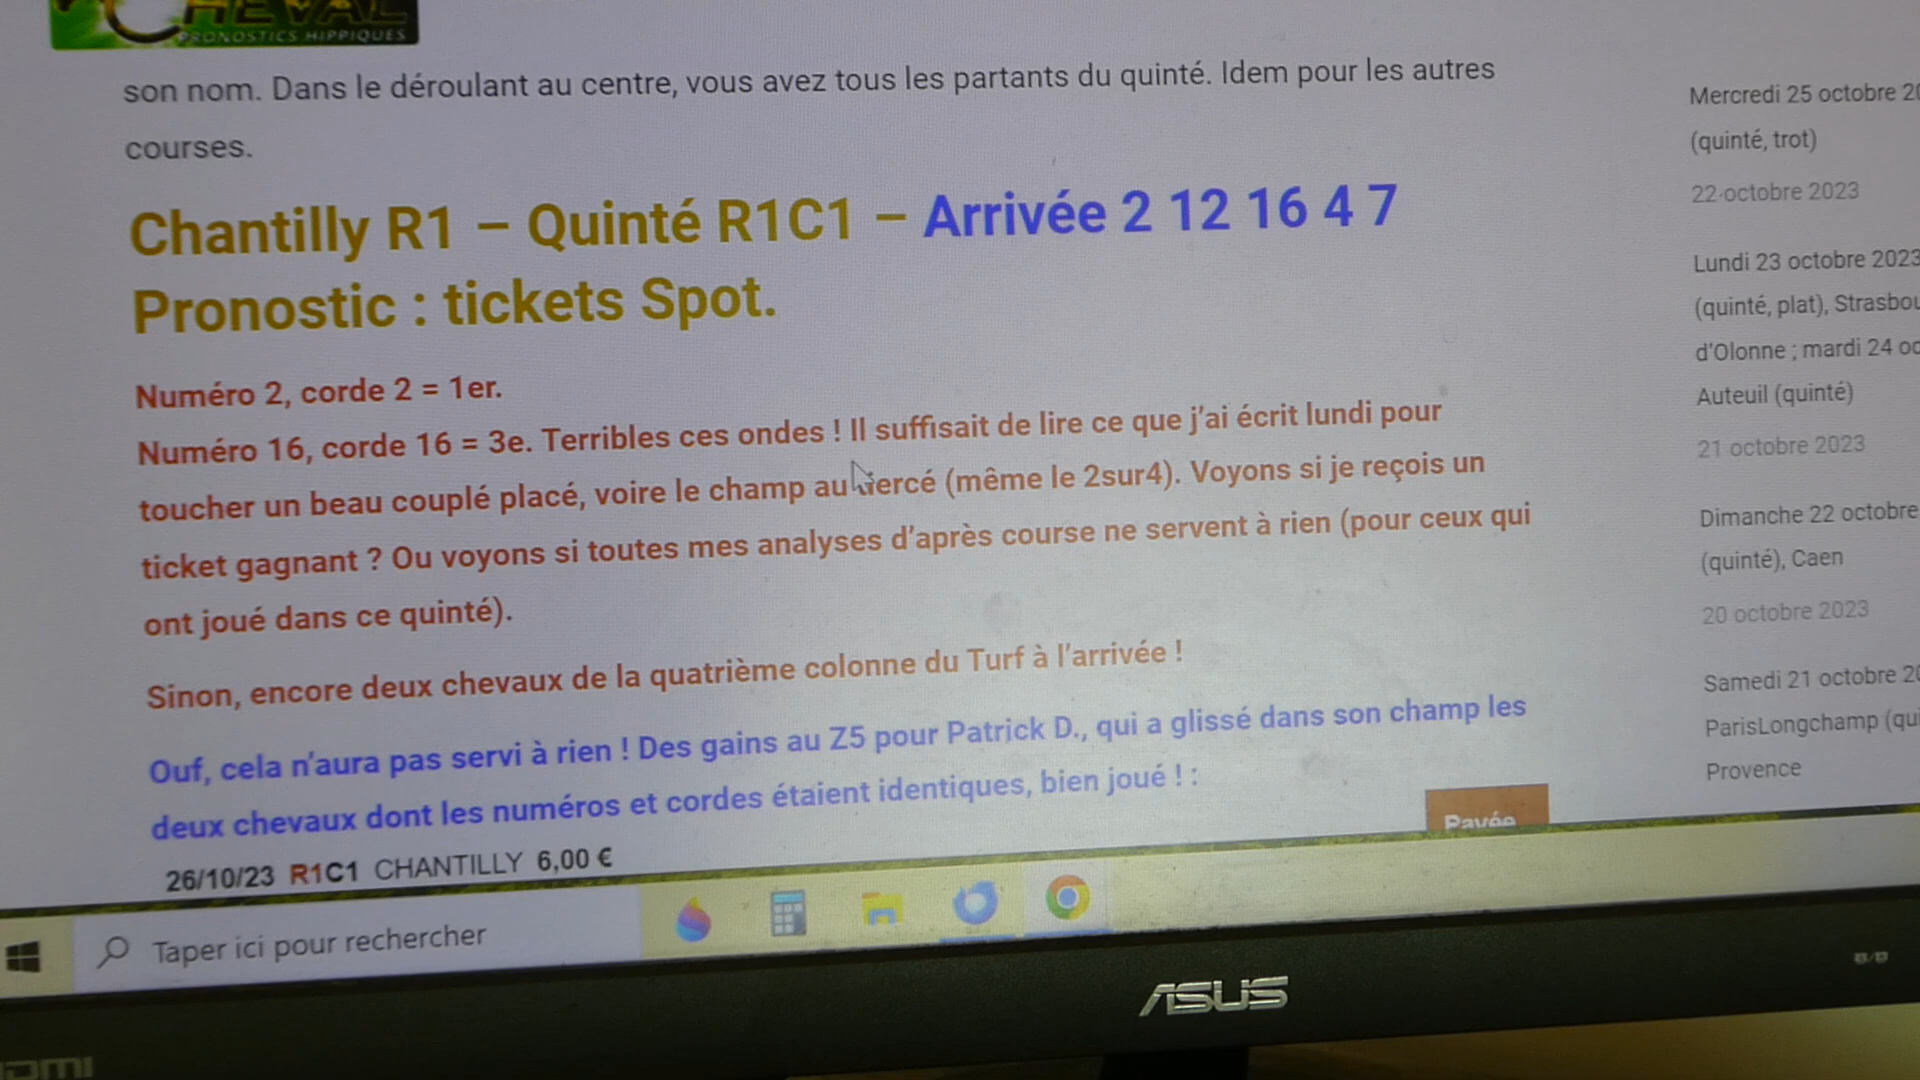 CHEVAL
PRONOSTICS HIPPIQUES
son nom. Dans le déroulant au centre, vous avez tous les partants du quinté. Idem pour les autres
courses.
Chantilly R1 – Quinté R1C1 – Arrivée 2 12 16 4 7
Pronostic : tickets Spot.
Numéro 2, corde 2 = 1er.
Numéro 16, corde 16 = 3e. Terribles ces ondes ! Il suffisait de lire ce que j'ai écrit lundi pour
toucher un beau couplé placé, voire le champ au tiercé (même le 2sur4). Voyons si je reçois un
ticket gagnant ? Ou voyons si toutes mes analyses d'après course ne servent à rien (pour ceux qui
ont joué dans ce quinté).
Sinon, encore deux chevaux de la quatrième colonne du Turf à l'arrivée !
Ouf, cela n'aura pas servi à rien ! Des gains au Z5 pour Patrick D., qui a glissé dans son champ les
deux chevaux dont les numéros et cordes étaient identiques, bien joué ! :
Payée
26/10/23 R1C1 CHANTILLY 6,00 €
Mercredi 25 octobre 20
(quinté, trot)
22 octobre 2023
Lundi 23 octobre 2023
(quinté, plat), Strasbou
d'Olonne ; mardi 24 oc
Auteuil (quinté)
21 octobre 2023
Dimanche 22 octobre
(quinté), Caen
20 octobre 2023
Samedi 21 octobre 20
ParisLongchamp (qu
Provence
Taper ici pour rechercher
ASUS
HDMI